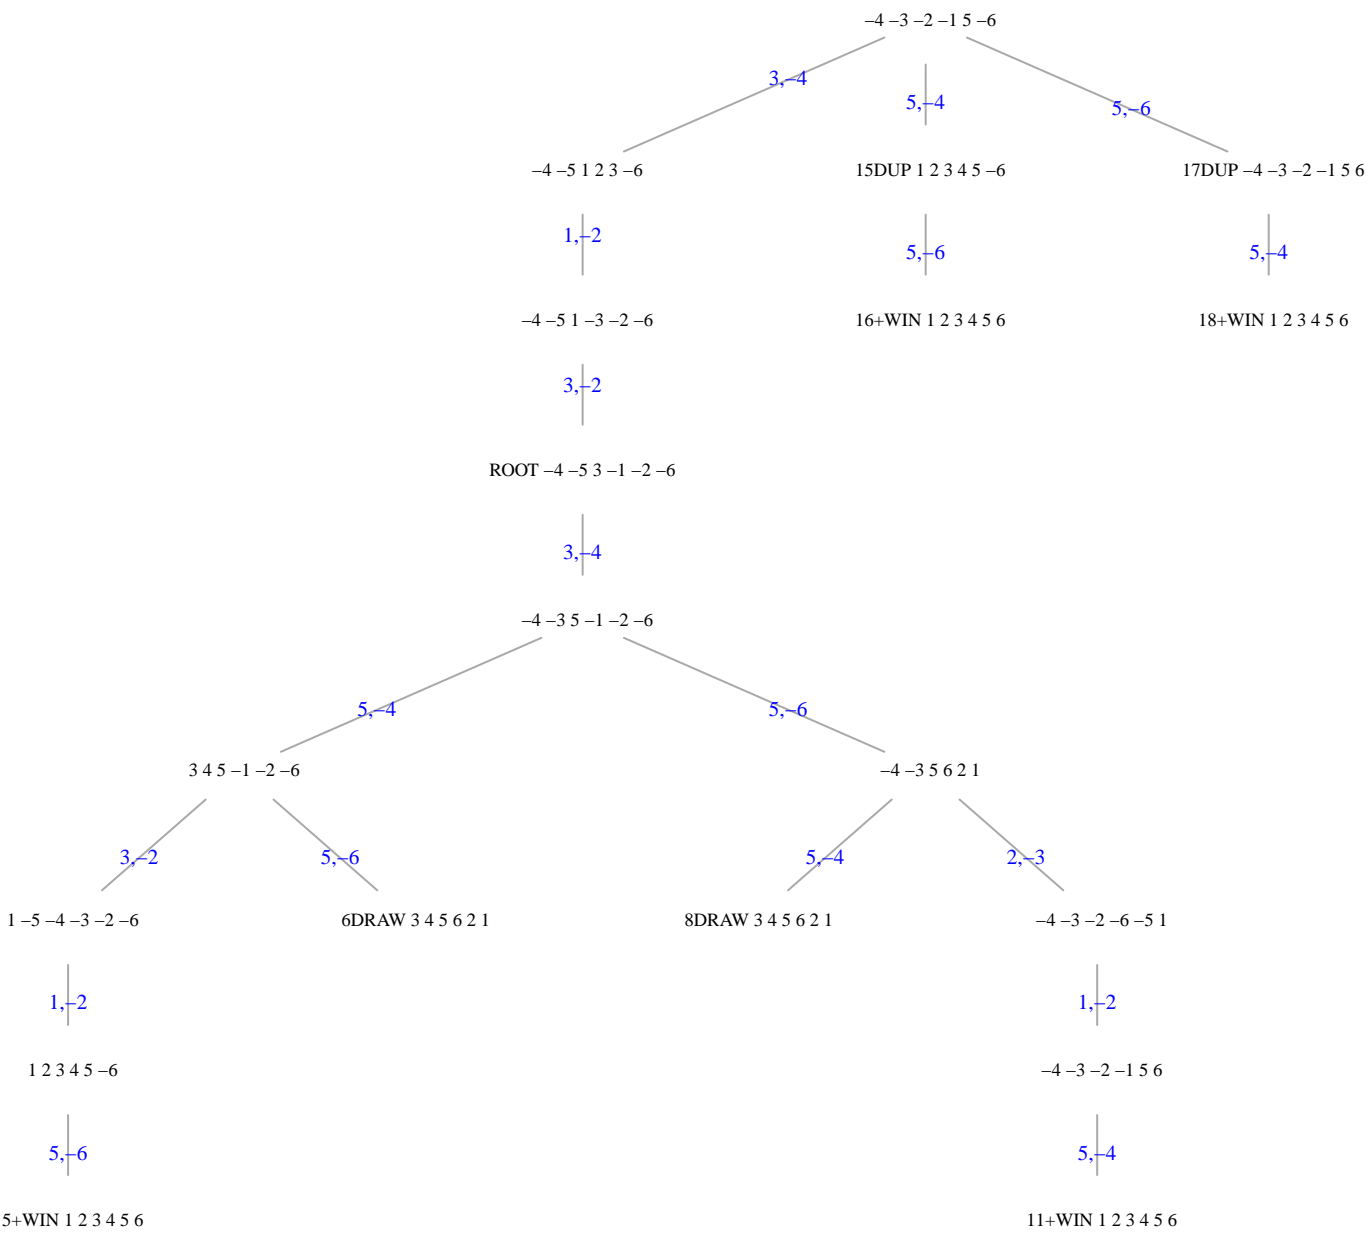 –4 –3 –2 –1 5 –6
3,–4
5,–4
5,–6
–4 –5 1 2 3 –6
15DUP 1 2 3 4 5 –6
17DUP –4 –3 –2 –1 5 6
1,–2
5,–6
5,–4
–4 –5 1 –3 –2 –6
16+WIN 1 2 3 4 5 6
18+WIN 1 2 3 4 5 6
3,–2
ROOT –4 –5 3 –1 –2 –6
3,–4
–4 –3 5 –1 –2 –6
5,–4
5,–6
3 4 5 –1 –2 –6
–4 –3 5 6 2 1
3,–2
5,–6
5,–4
2,–3
1 –5 –4 –3 –2 –6
6DRAW 3 4 5 6 2 1
8DRAW 3 4 5 6 2 1
–4 –3 –2 –6 –5 1
1,–2
1,–2
1 2 3 4 5 –6
–4 –3 –2 –1 5 6
5,–6
5,–4
5+WIN 1 2 3 4 5 6
11+WIN 1 2 3 4 5 6